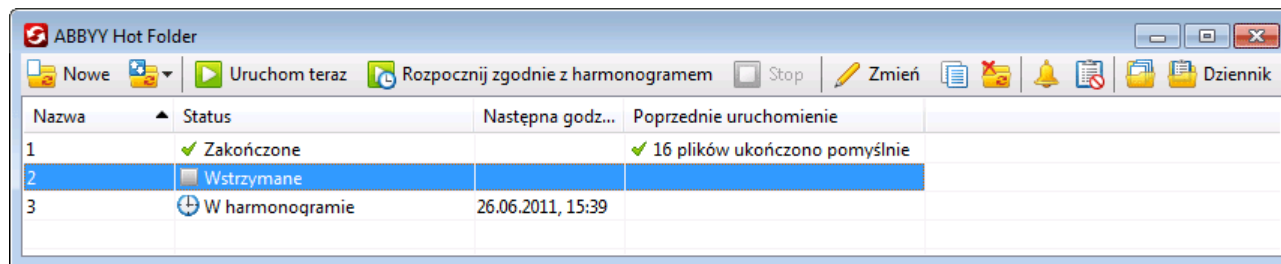 ABBYY Hot Folder
Nowe Uruchom teraz Rozpocznij zgodnie z harmonogramem Stop Zmień Dziennik
Nazwa Status Następna godz... Poprzednie uruchomienie
1 Zakończone 16 plików ukończono pomyślnie
2 Wstrzymane
3 W harmonogramie 26.06.2011, 15:39